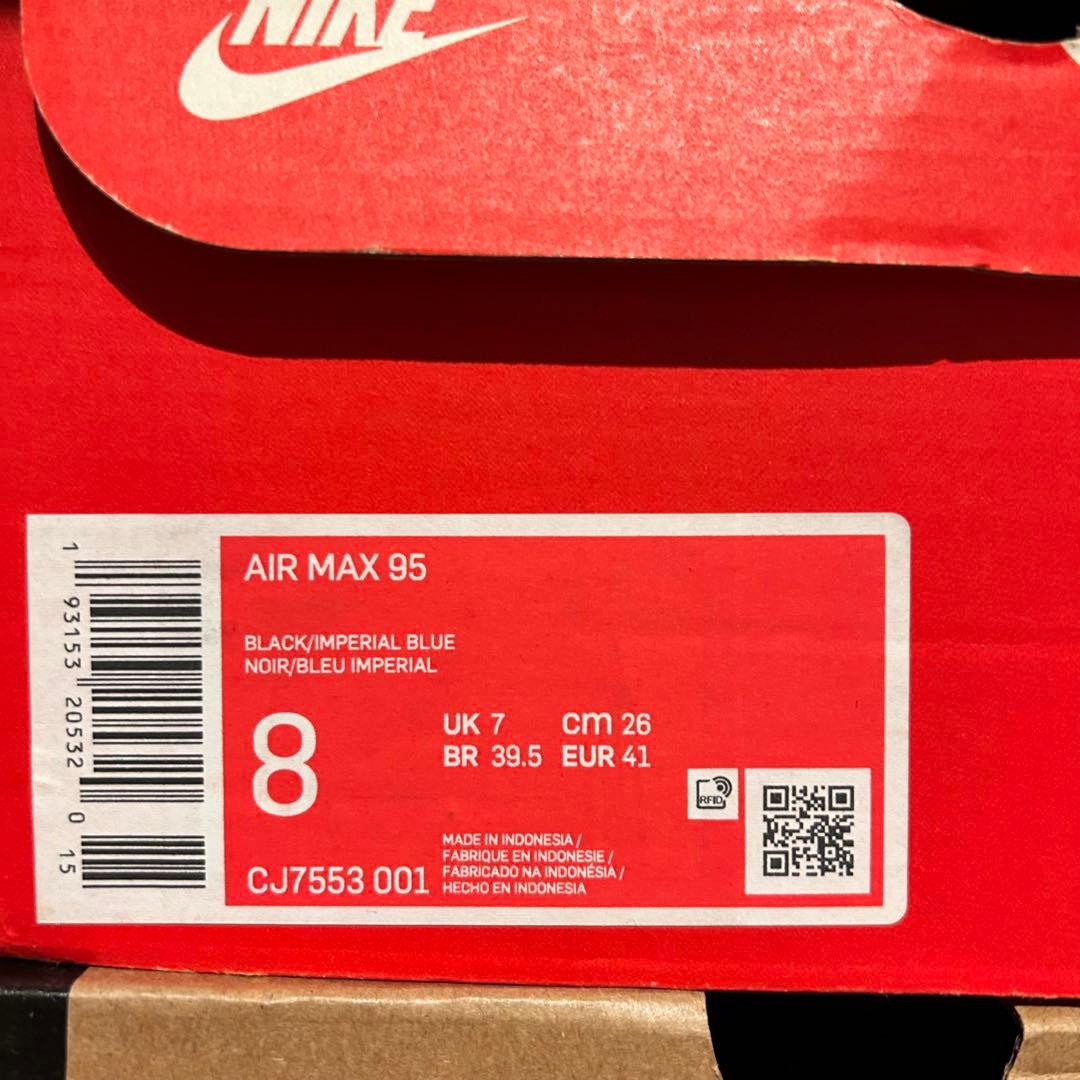 NIKE
AIR MAX 95
BLACK/IMPERIAL BLUE
NOIR/BLEU IMPERIAL
8
UK 7 cm 26
BR 39.5 EUR 41
RFID
MADE IN INDONESIA /
FABRIQUE EN INDONESIE /
FABRICADO NA INDONÉSIA /
HECHO EN INDONESIA
CJ7553 001
1 93153 20532 0 15